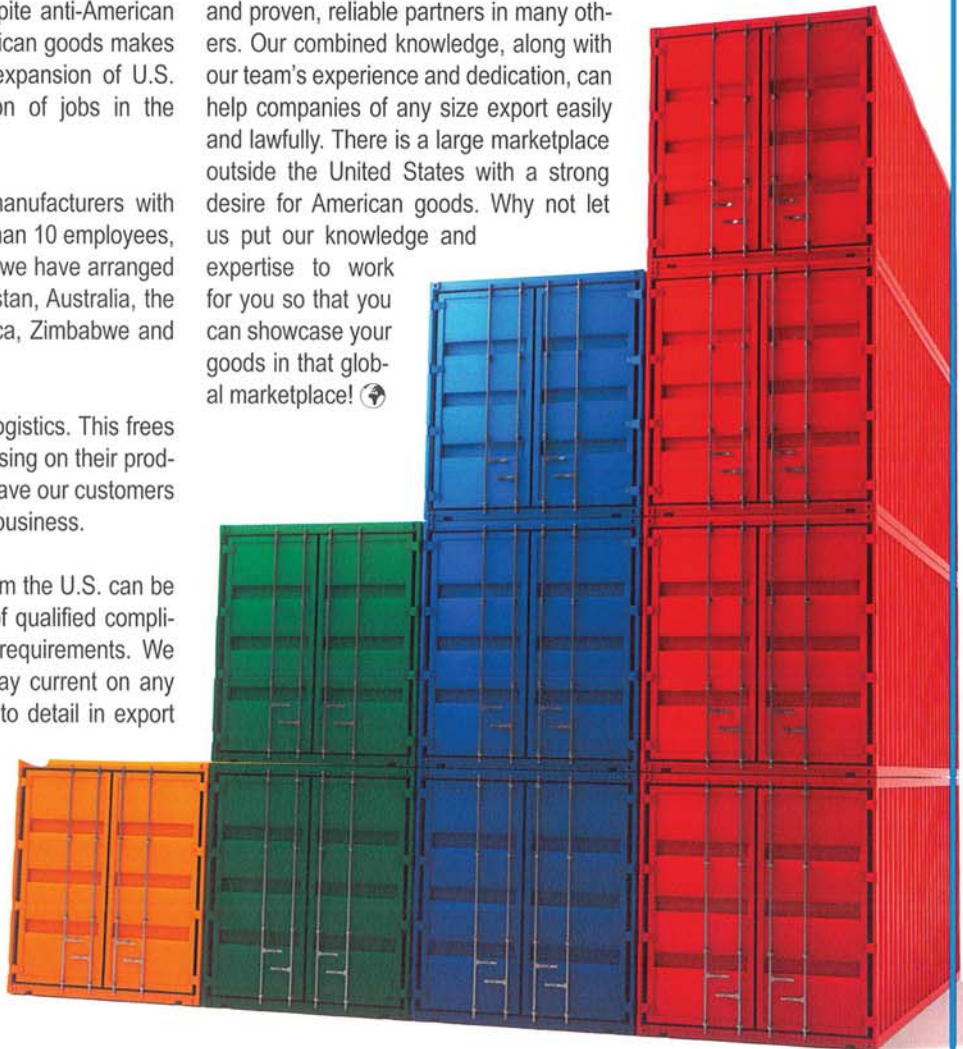 pite anti-American
ican goods makes
expansion of U.S.
on of jobs in the
manufacturers with
han 10 employees,
we have arranged
stan, Australia, the
ca, Zimbabwe and
ogistics. This frees
sing on their prod-
ave our customers
business.
m the U.S. can be
of qualified compli-
requirements. We
ay current on any
to detail in export
and proven, reliable partners in many oth-
ers. Our combined knowledge, along with
our team's experience and dedication, can
help companies of any size export easily
and lawfully. There is a large marketplace
outside the United States with a strong
desire for American goods. Why not let
us put our knowledge and
expertise to work
for you so that you
can showcase your
goods in that glob-
al marketplace!